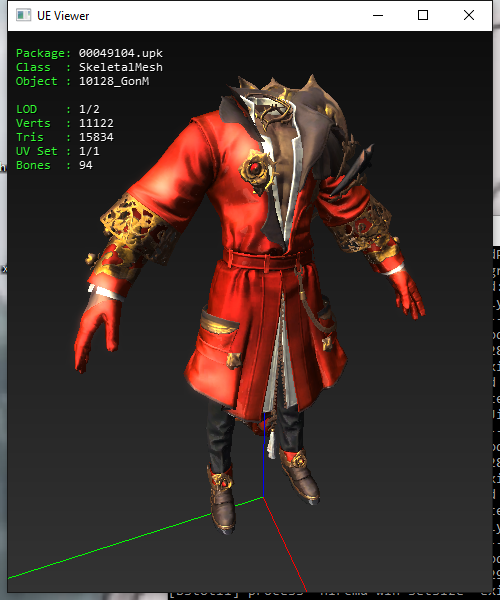 UE Viewer
Package: 00049104.upk
Class : SkeletalMesh
Object : 10128_GonM
LOD : 1/2
Verts : 11122
Tris : 15834
UV Set : 1/1
Bones : 94